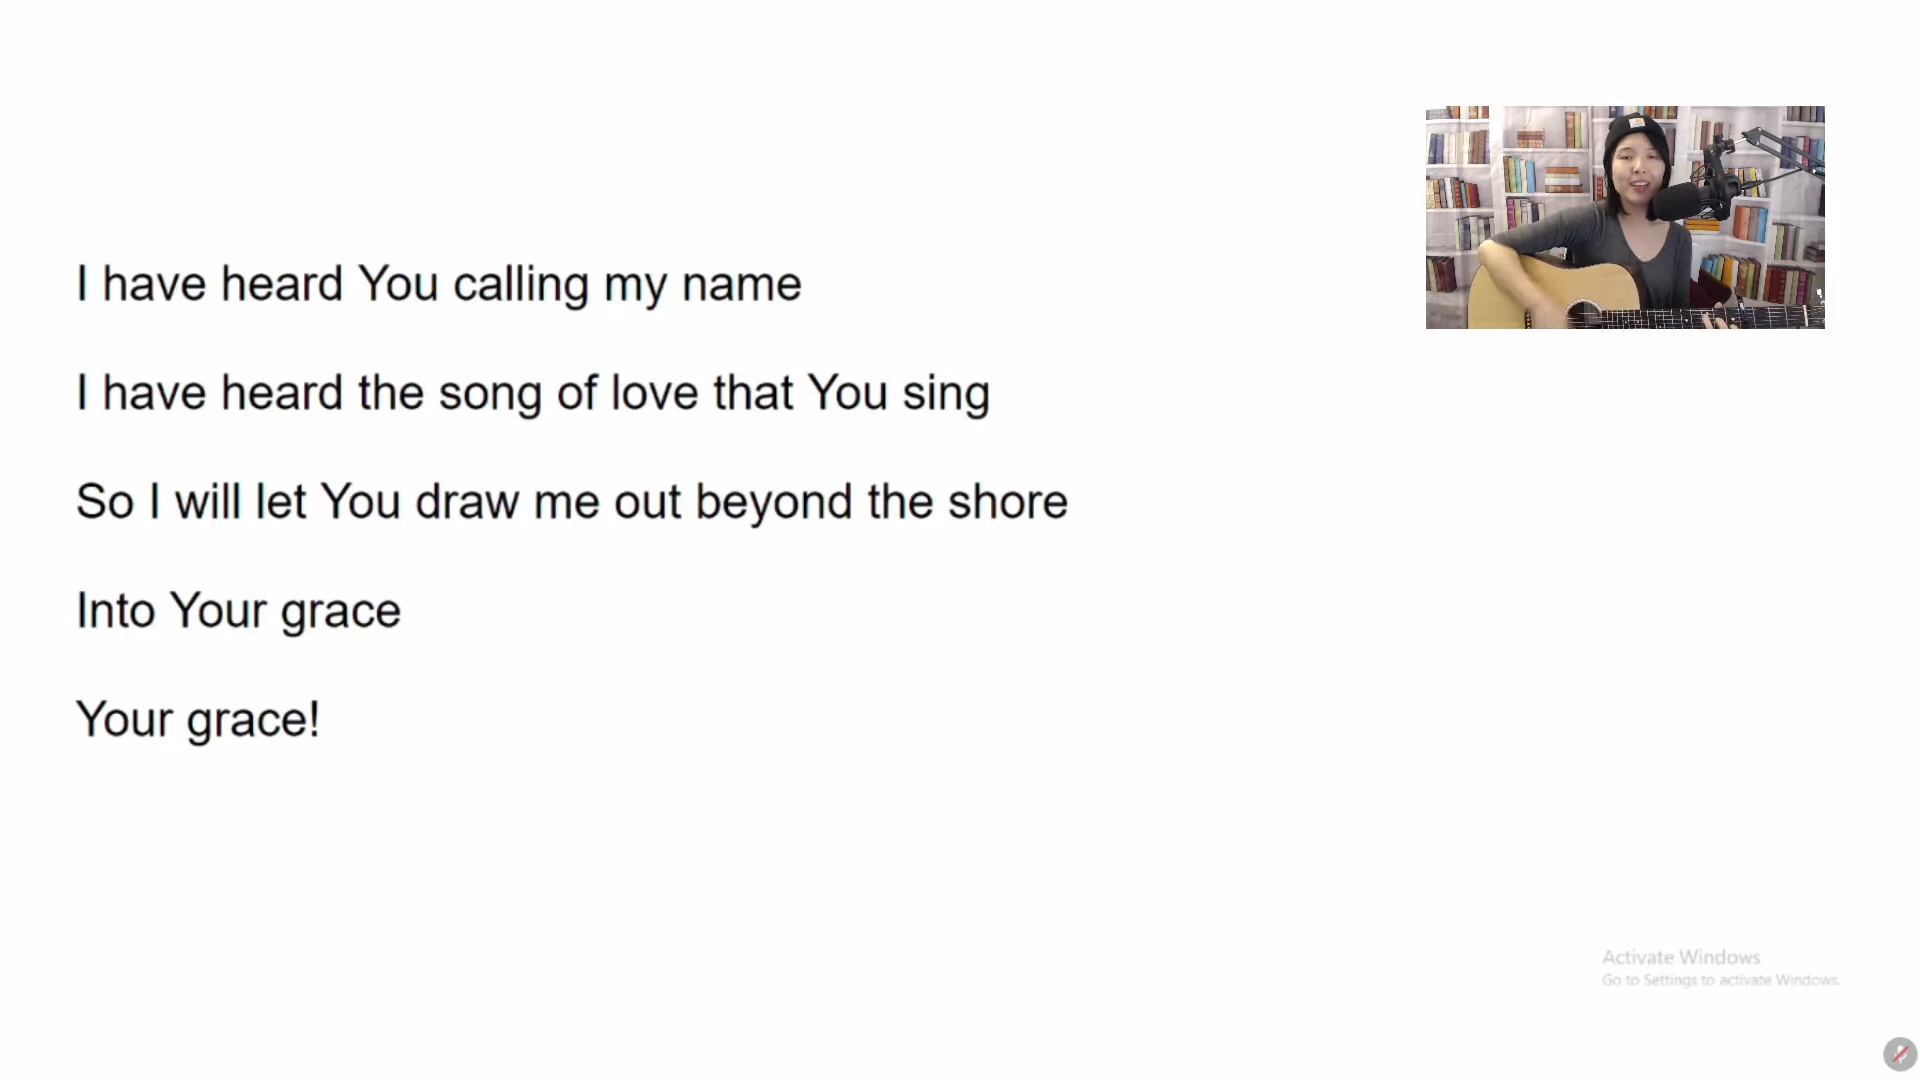 I have heard You calling my name
I have heard the song of love that You sing
So I will let You draw me out beyond the shore
Into Your grace
Your grace!
Activate Windows
Go to Settings to activate Windows.